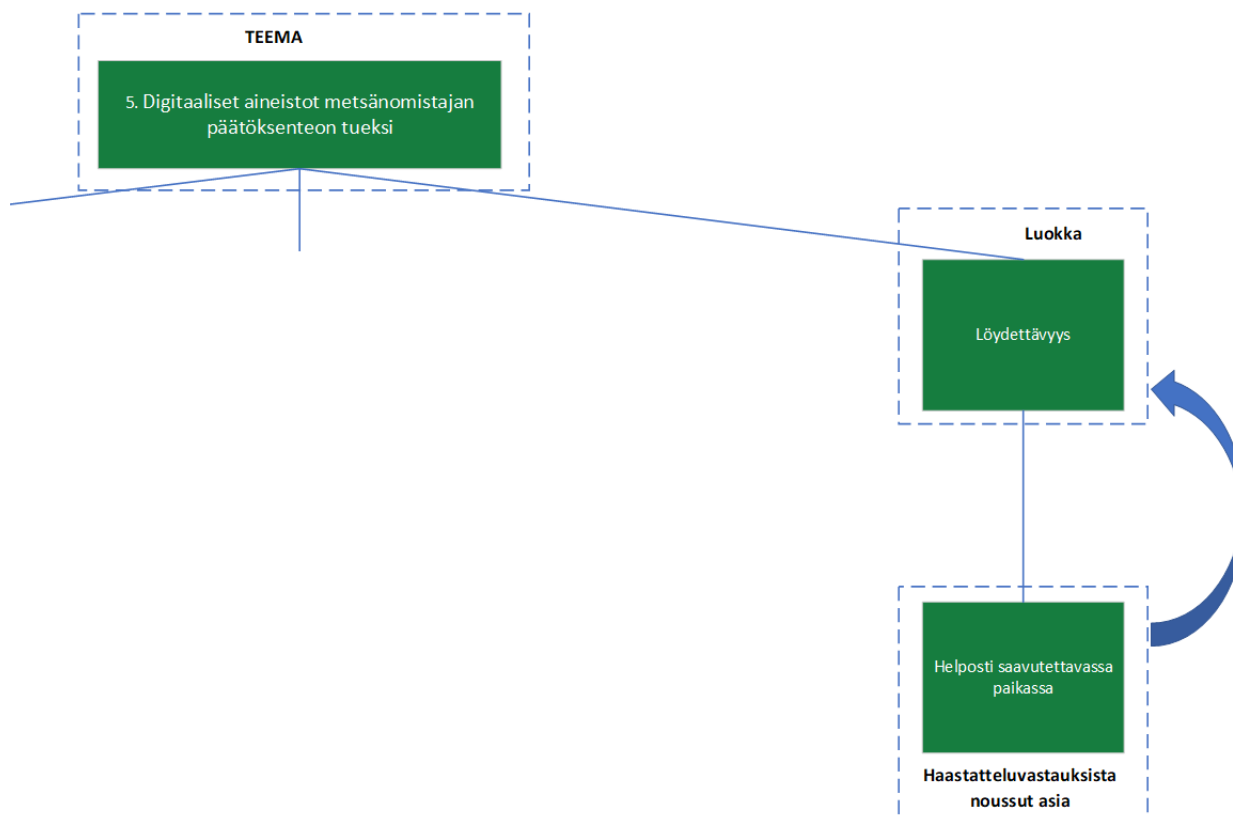 TEEMA
5. Digitaaliset aineistot metsänomistajan
päätöksenteon tueksi
Luokka
Löydettävyys
Helposti saavutettavassa
paikassa
Haastatteluvastauksista
noussut asia